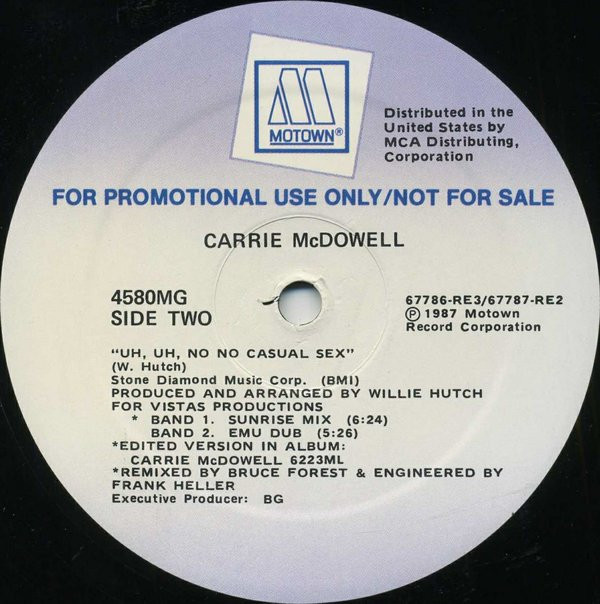 MOTOWN®
Distributed in the
United States by
MCA Distributing,
Corporation
FOR PROMOTIONAL USE ONLY/NOT FOR SALE
CARRIE McDOWELL
4580MG
SIDE TWO
67786-RE3/67787-RE2
Ⓟ 1987 Motown
Record Corporation
"UH, UH, NO NO CASUAL SEX"
(W. Hutch)
Stone Diamond Music Corp. (BMI)
PRODUCED AND ARRANGED BY WILLIE HUTCH
FOR VISTAS PRODUCTIONS
* BAND 1. SUNRISE MIX (6:24)
BAND 2. EMU DUB (5:26)
*EDITED VERSION IN ALBUM:
CARRIE McDOWELL 6223ML
*REMIXED BY BRUCE FOREST & ENGINEERED BY
FRANK HELLER
Executive Producer: BG